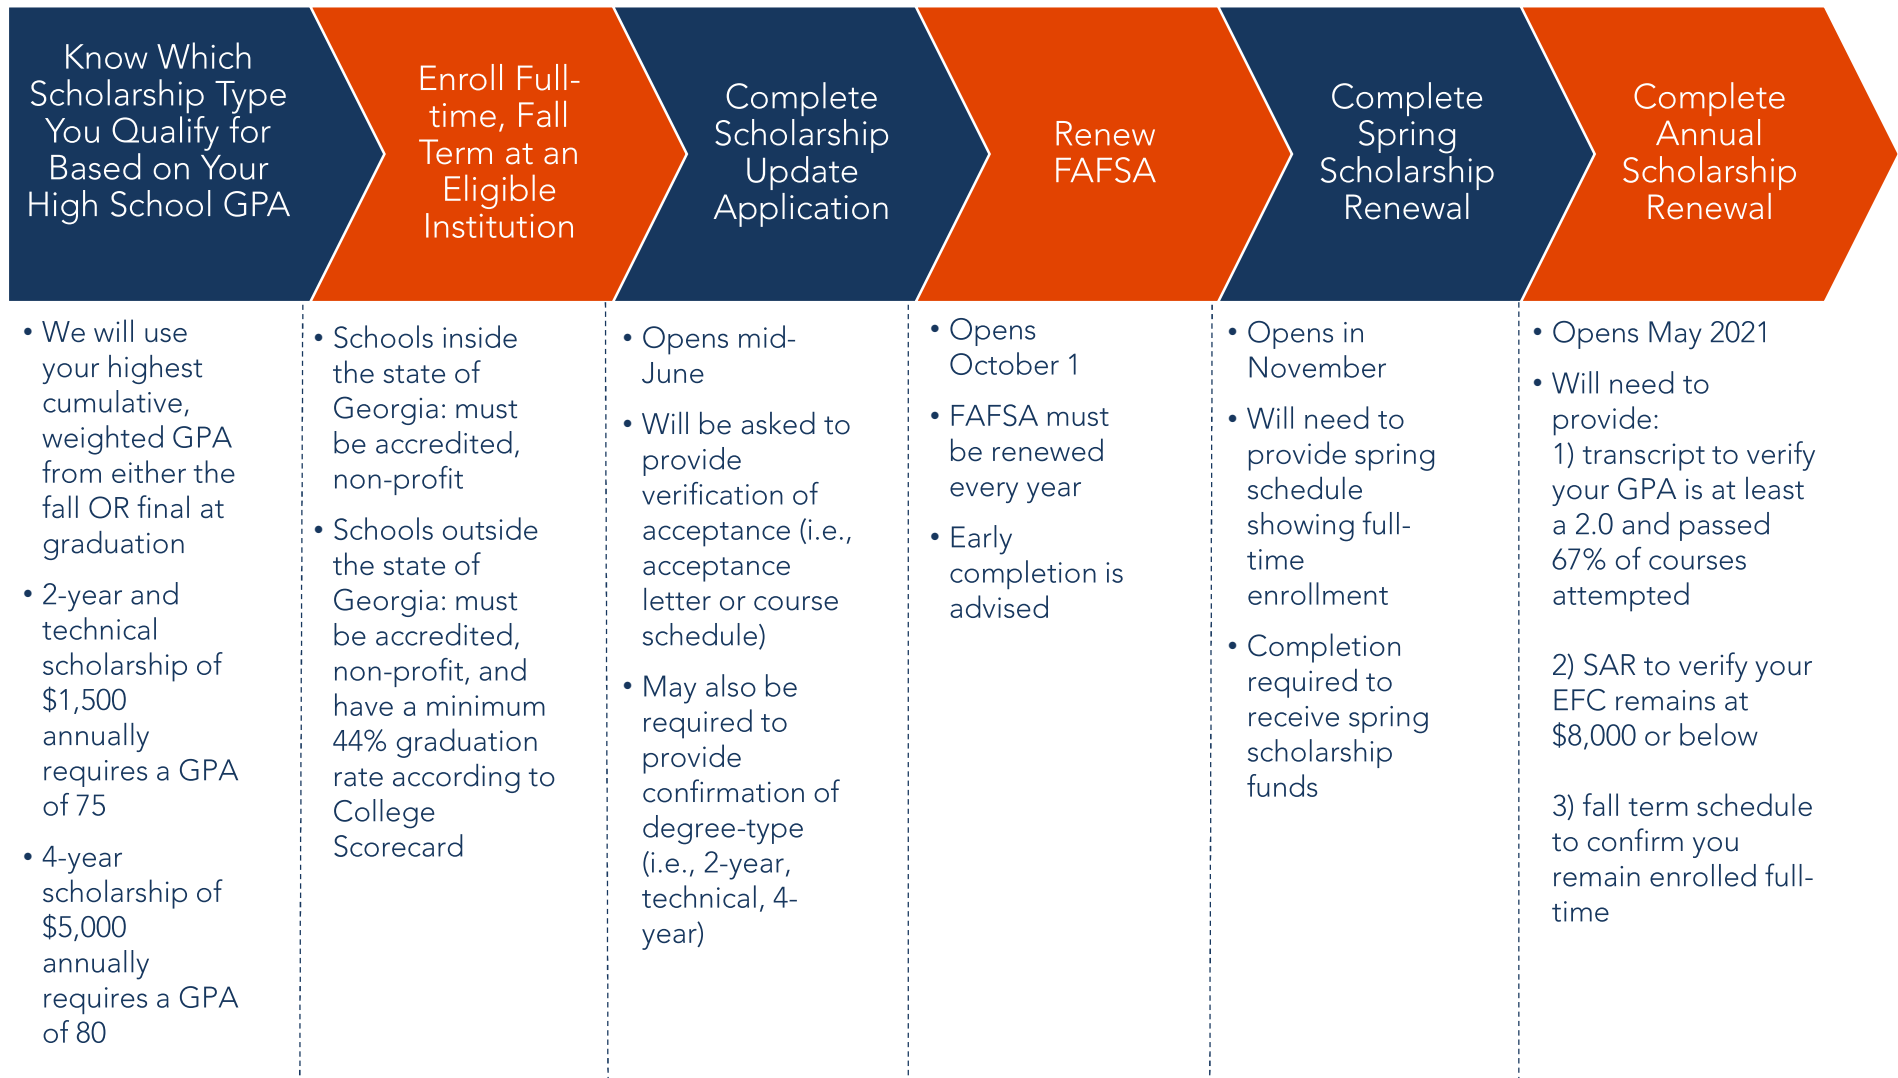 Know Which
Scholarship Type
You Qualify for
Based on Your
High School GPA
Enroll Full-
time, Fall
Term at an
Eligible
Institution
Complete
Scholarship
Update
Application
Renew
FAFSA
Complete
Spring
Scholarship
Renewal
Complete
Annual
Scholarship
Renewal
• We will use
your highest
cumulative,
weighted GPA
from either the
fall OR final at
graduation
• 2-year and
technical
scholarship of
$1,500
annually
requires a GPA
of 75
• 4-year
scholarship of
$5,000
annually
requires a GPA
of 80
• Schools inside
the state of
Georgia: must
be accredited,
non-profit
• Schools outside
the state of
Georgia: must
be accredited,
non-profit, and
have a minimum
44% graduation
rate according to
College
Scorecard
• Opens mid-
June
• Will be asked to
provide
verification of
acceptance (i.e.,
acceptance
letter or course
schedule)
• May also be
required to
provide
confirmation of
degree-type
(i.e., 2-year,
technical, 4-
year)
• Opens
October 1
• FAFSA must
be renewed
every year
• Early
completion is
advised
• Opens in
November
• Will need to
provide spring
schedule
showing full-
time
enrollment
• Completion
required to
receive spring
scholarship
funds
• Opens May 2021
• Will need to
provide:
1) transcript to verify
your GPA is at least
a 2.0 and passed
67% of courses
attempted
2) SAR to verify your
EFC remains at
$8,000 or below
3) fall term schedule
to confirm you
remain enrolled full-
time